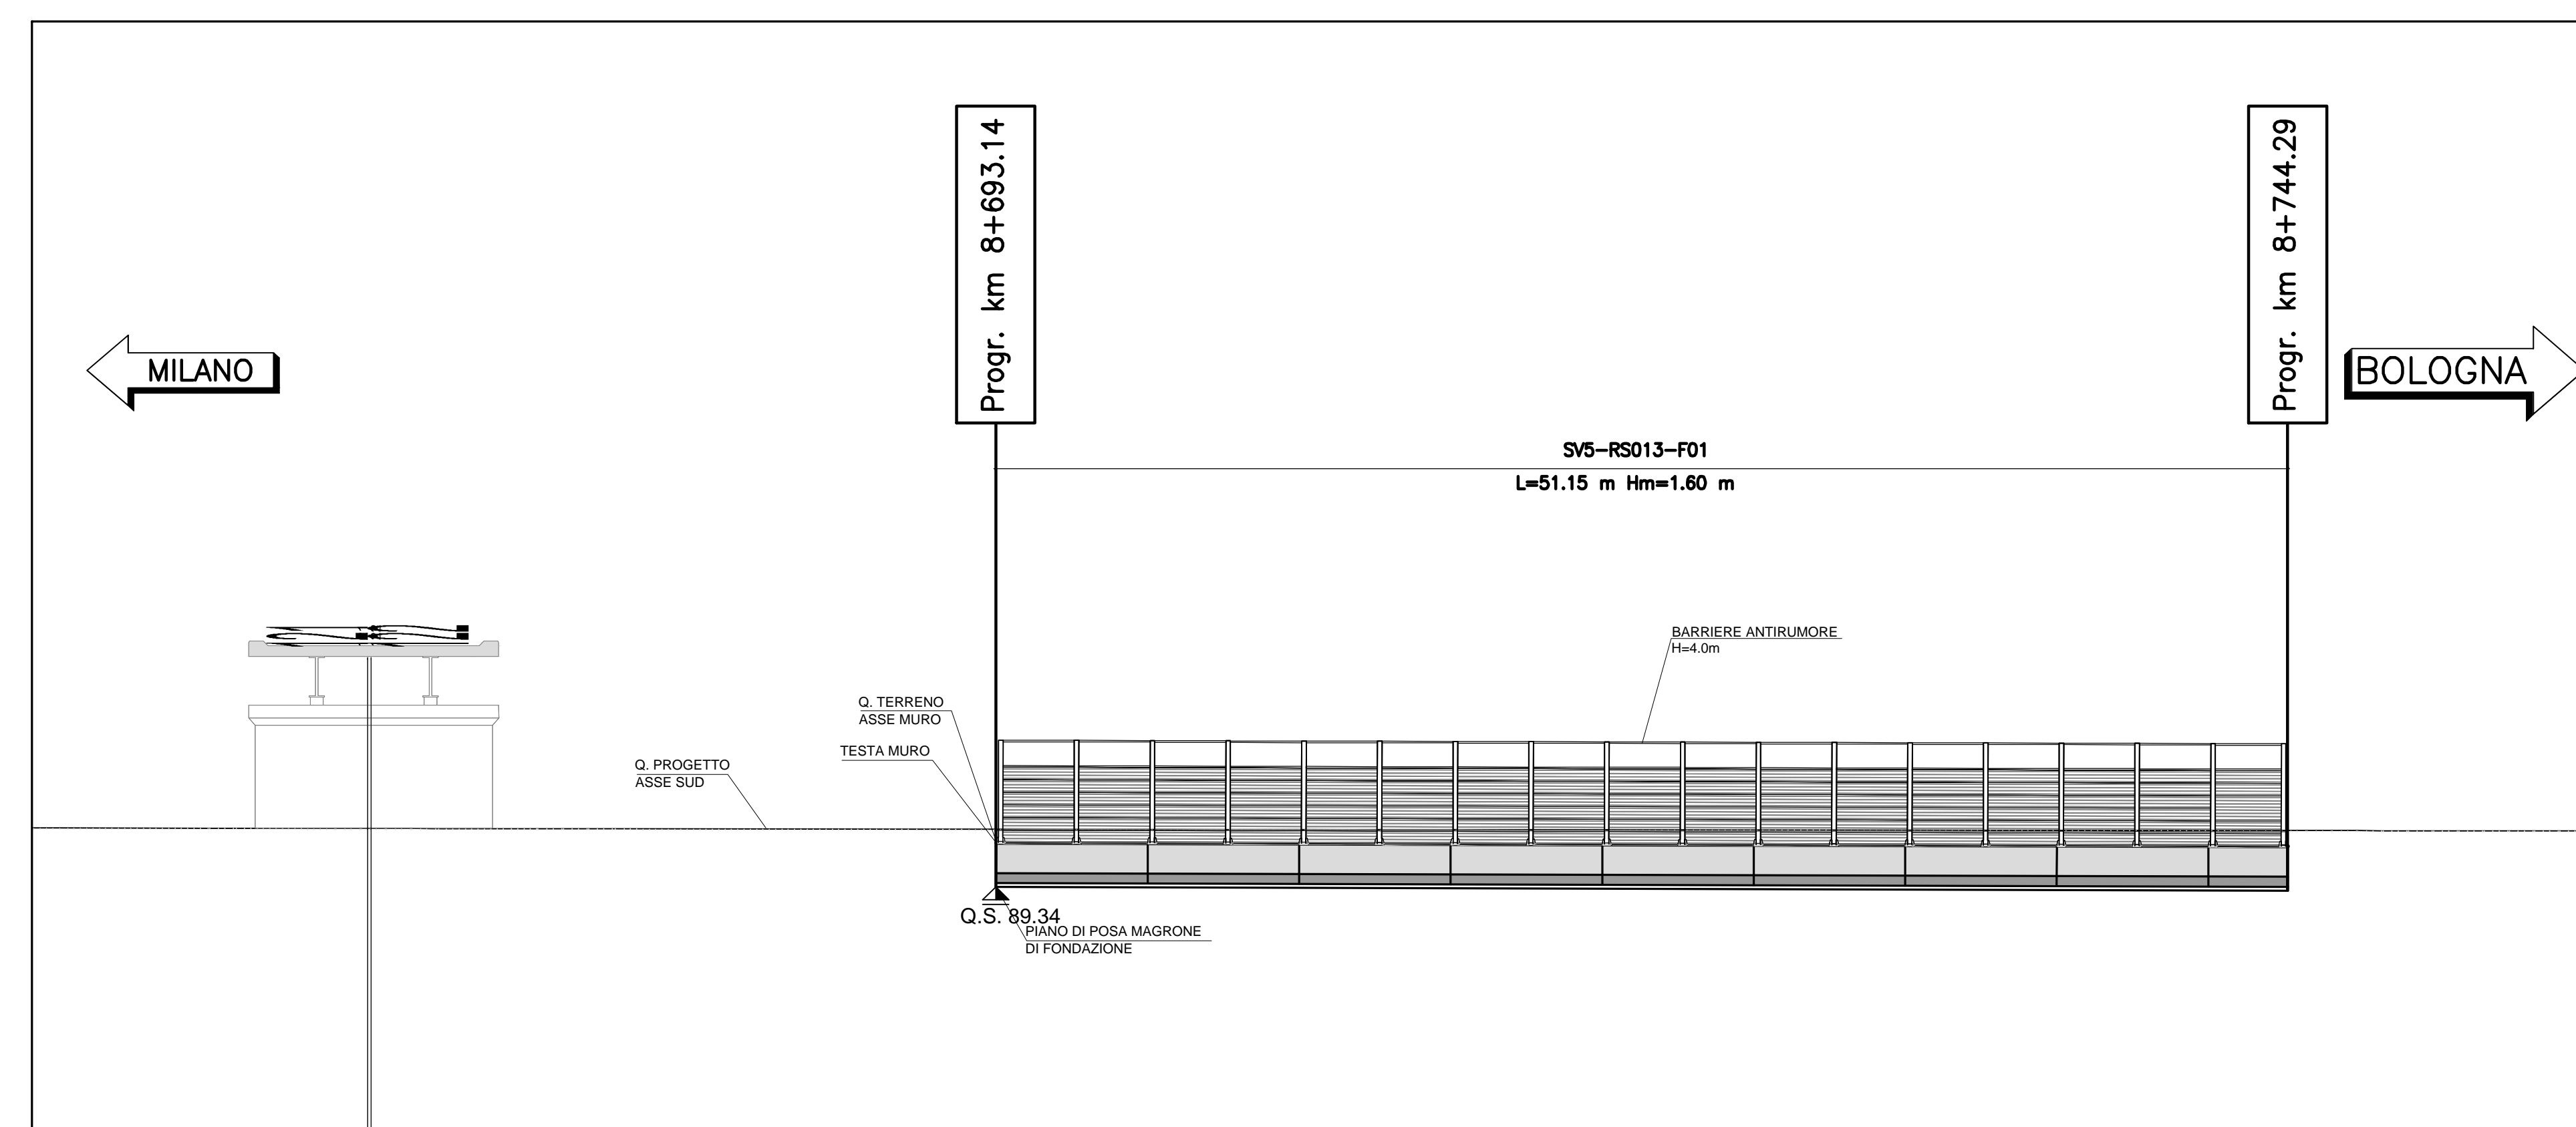 Progr. km 8+693.14
Progr. km 8+744.29
MILANO
BOLOGNA
SV5-RS013-F01
L=51.15 m Hm=1.60 m
BARRIERE ANTIRUMORE
H=4.0m
Q. TERRENO
ASSE MURO
TESTA MURO
Q. PROGETTO
ASSE SUD
Q.S. 89.34
PIANO DI POSA MAGRONE
DI FONDAZIONE